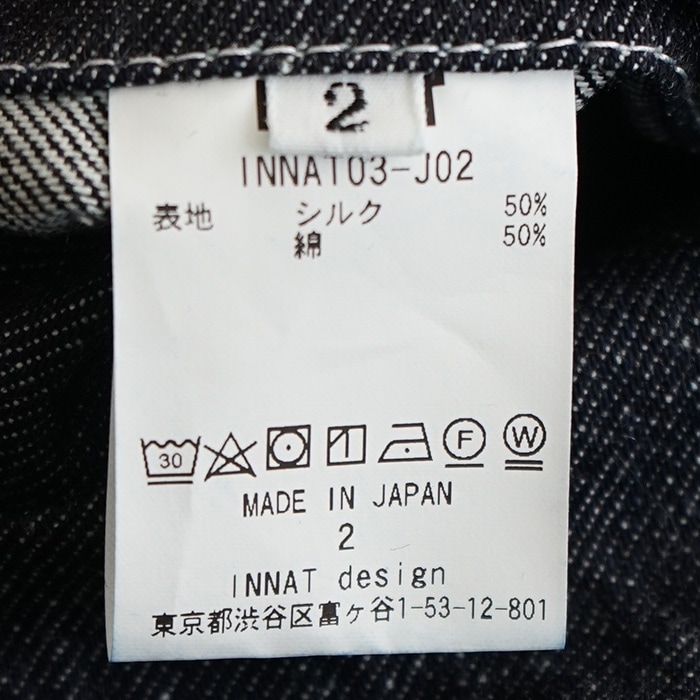 2
INNAT03-J02
表地 シルク 50%
綿 50%
30 F W
MADE IN JAPAN
2
INNAT design
東京都渋谷区富ヶ谷1-53-12-801